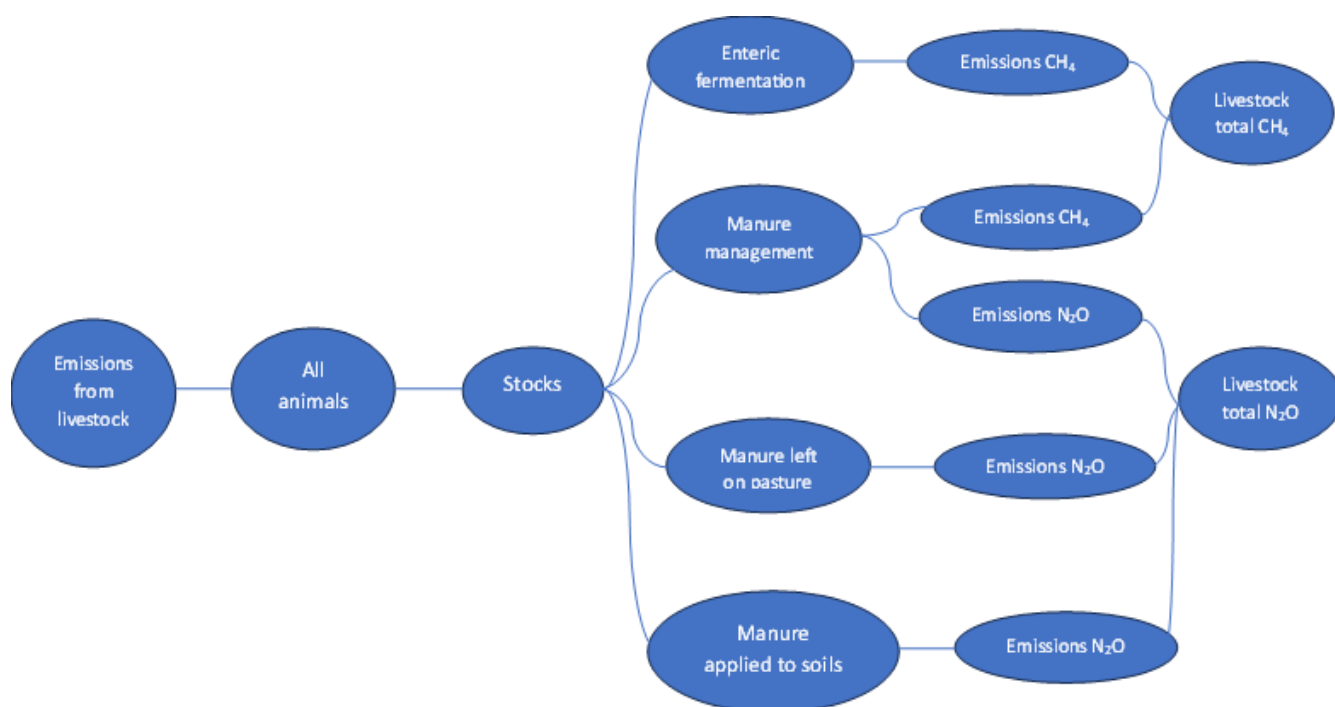 Enteric
fermentation
Emissions CH₄
Livestock
total CH₄
Manure
management
Emissions CH₄
Emissions N₂O
Emissions
from
livestock
All
animals
Stocks
Livestock
total N₂O
Manure left
on pasture
Emissions N₂O
Manure
applied to soils
Emissions N₂O